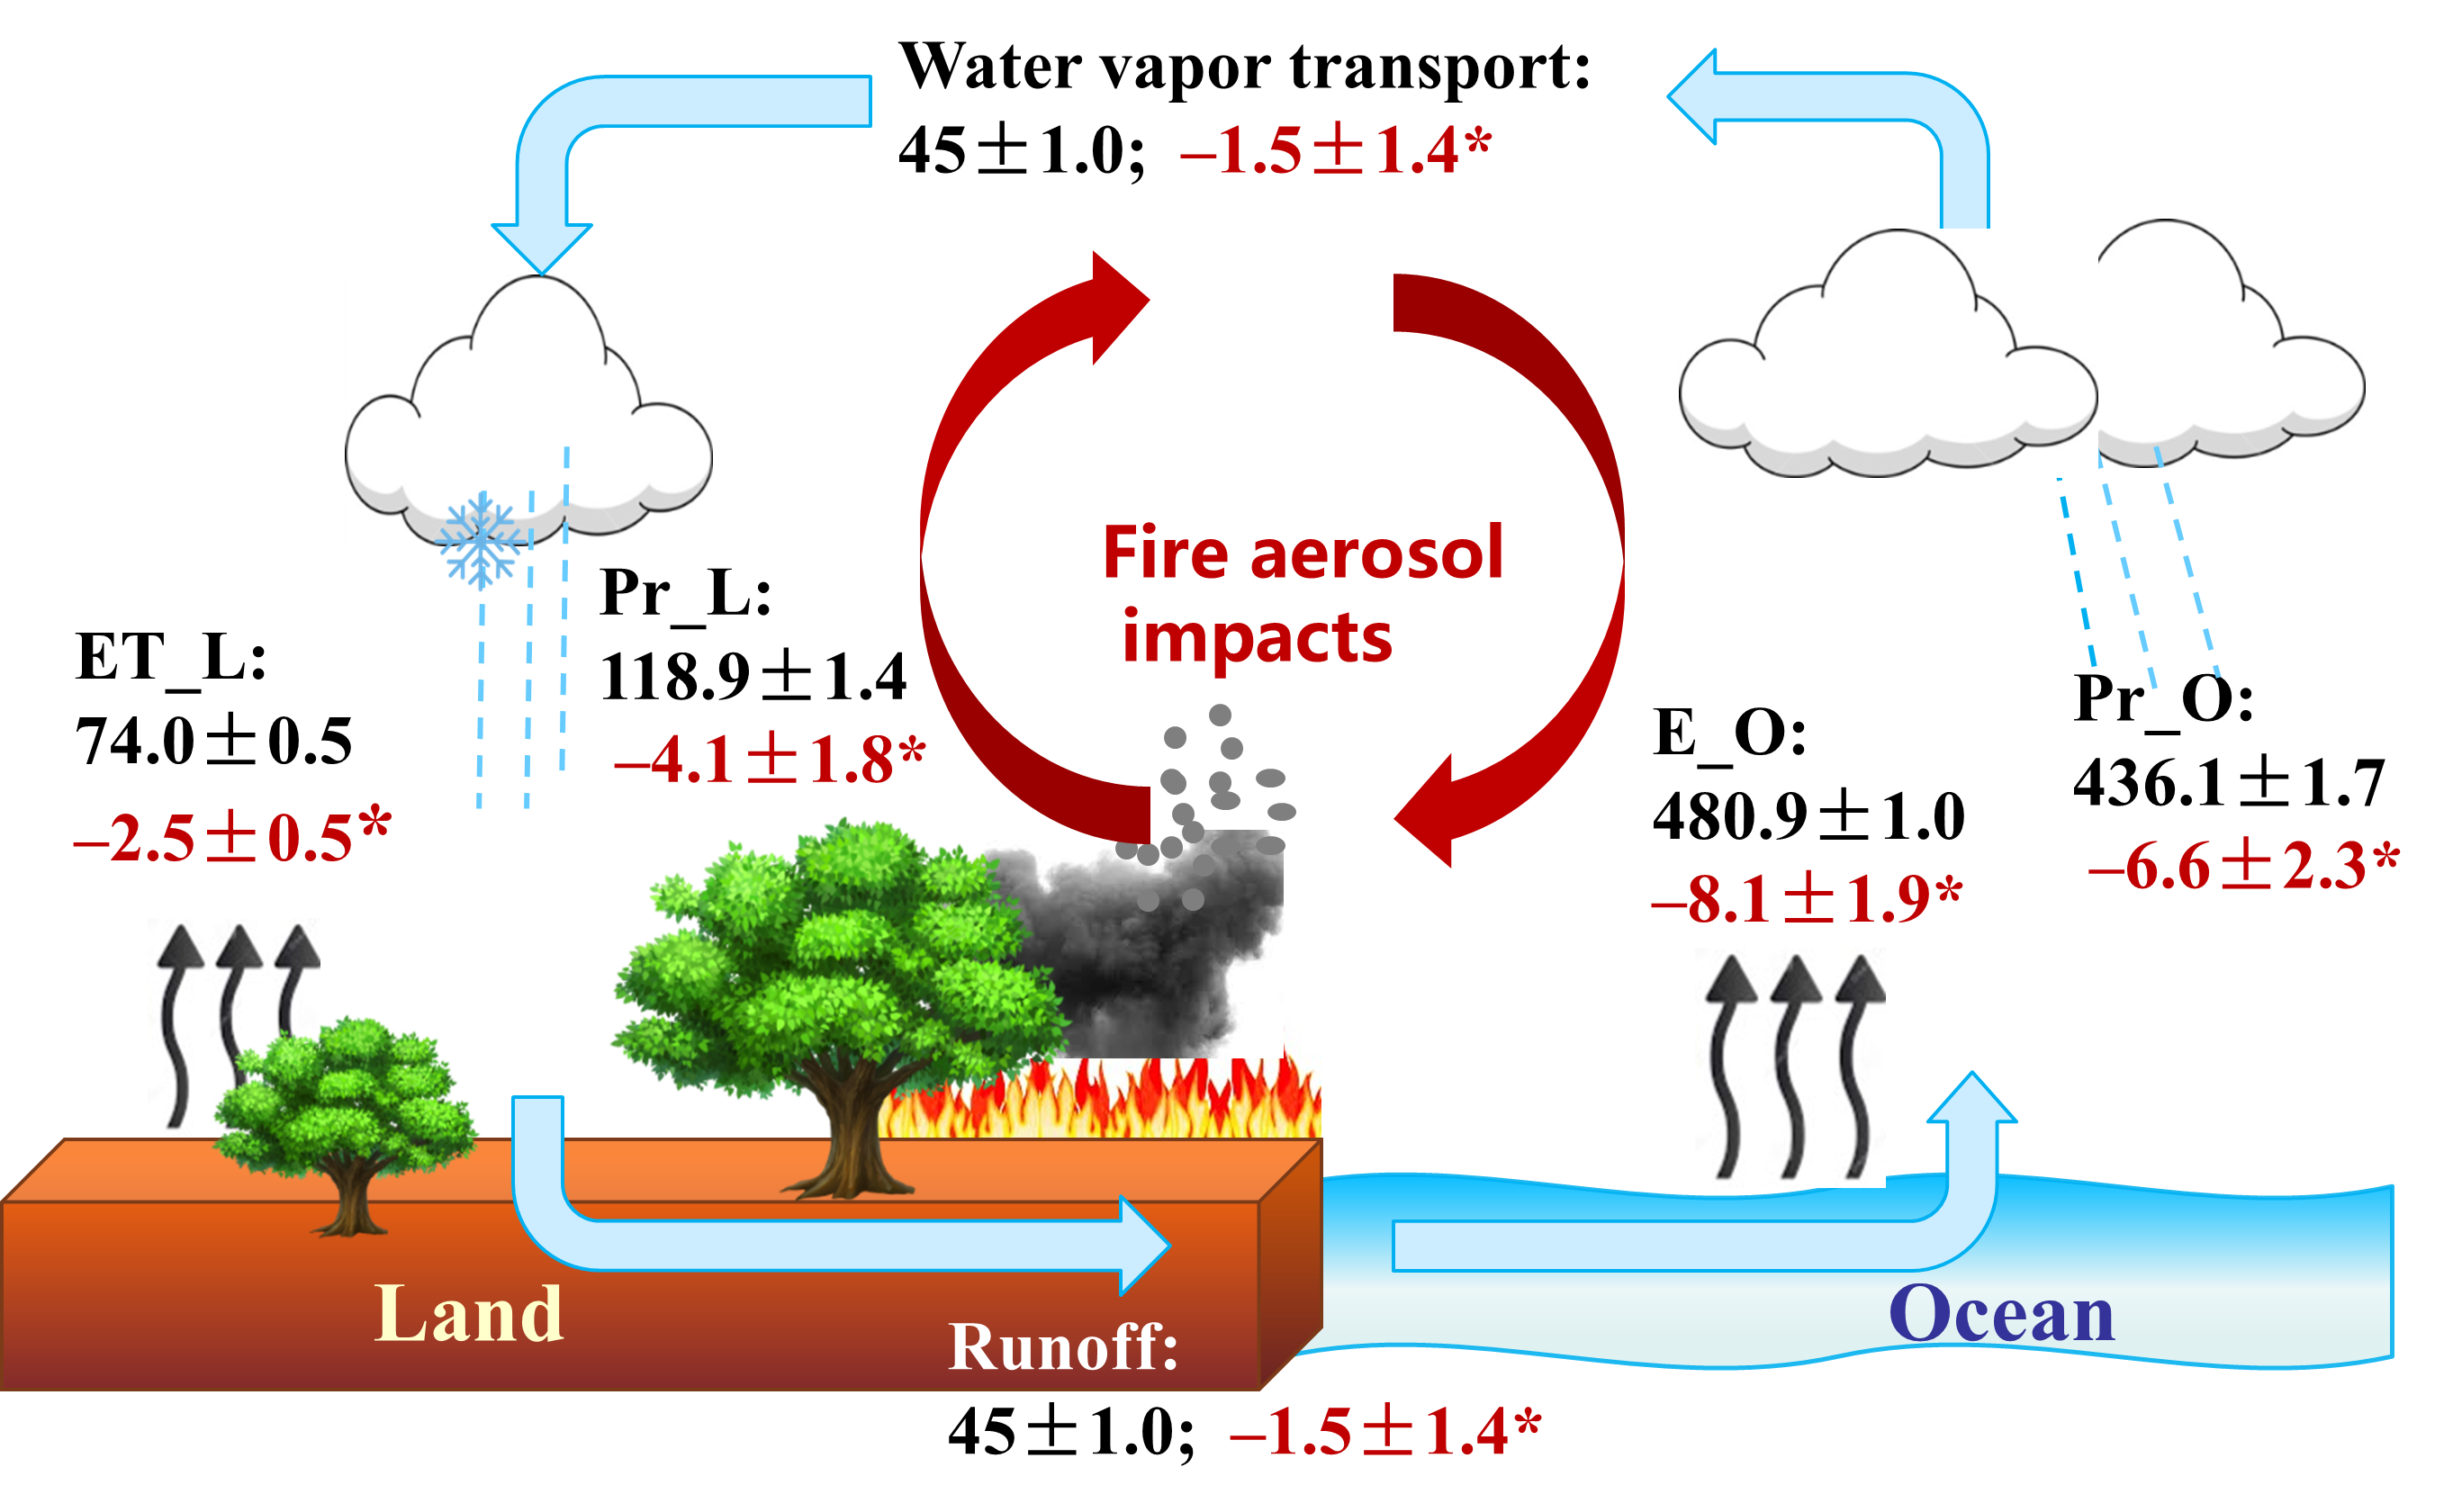 Water vapor transport:
45±1.0; –1.5±1.4*
Fire aerosol
impacts
Pr_L:
118.9±1.4
–4.1±1.8*
ET_L:
74.0±0.5
–2.5±0.5*
E_O:
480.9±1.0
–8.1±1.9*
Pr_O:
436.1±1.7
–6.6±2.3*
Land
Ocean
Runoff:
45±1.0; –1.5±1.4*